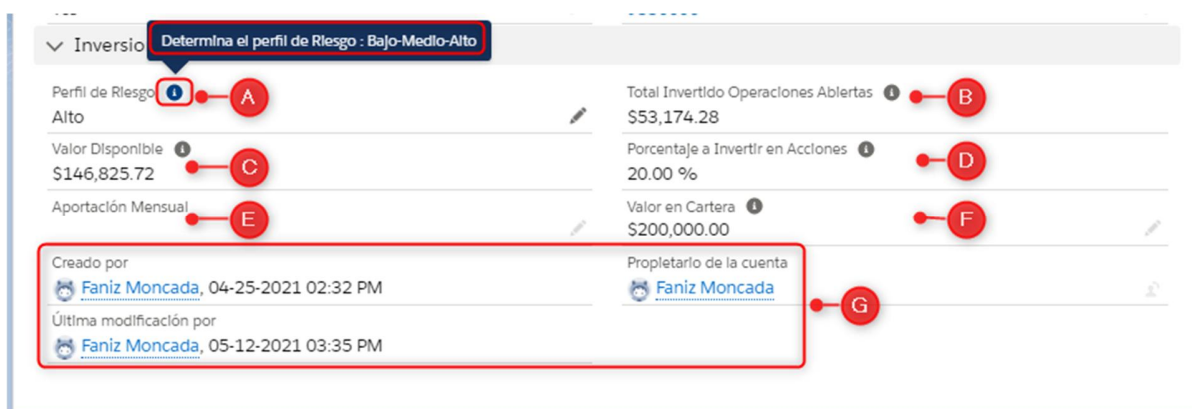 Inversio
Determina el perfil de Riesgo : Bajo-Medio-Alto
Perfil de Riesgo
A
Alto
Total Invertido Operaciones Abiertas
B
$53,174.28
Valor Disponible
C
$146,825.72
Porcentaje a Invertir en Acciones
D
20.00 %
Aportación Mensual
E
Valor en Cartera
F
$200,000.00
Creado por
Faniz Moncada, 04-25-2021 02:32 PM
Propietario de la cuenta
Faniz Moncada
G
Última modificación por
Faniz Moncada, 05-12-2021 03:35 PM